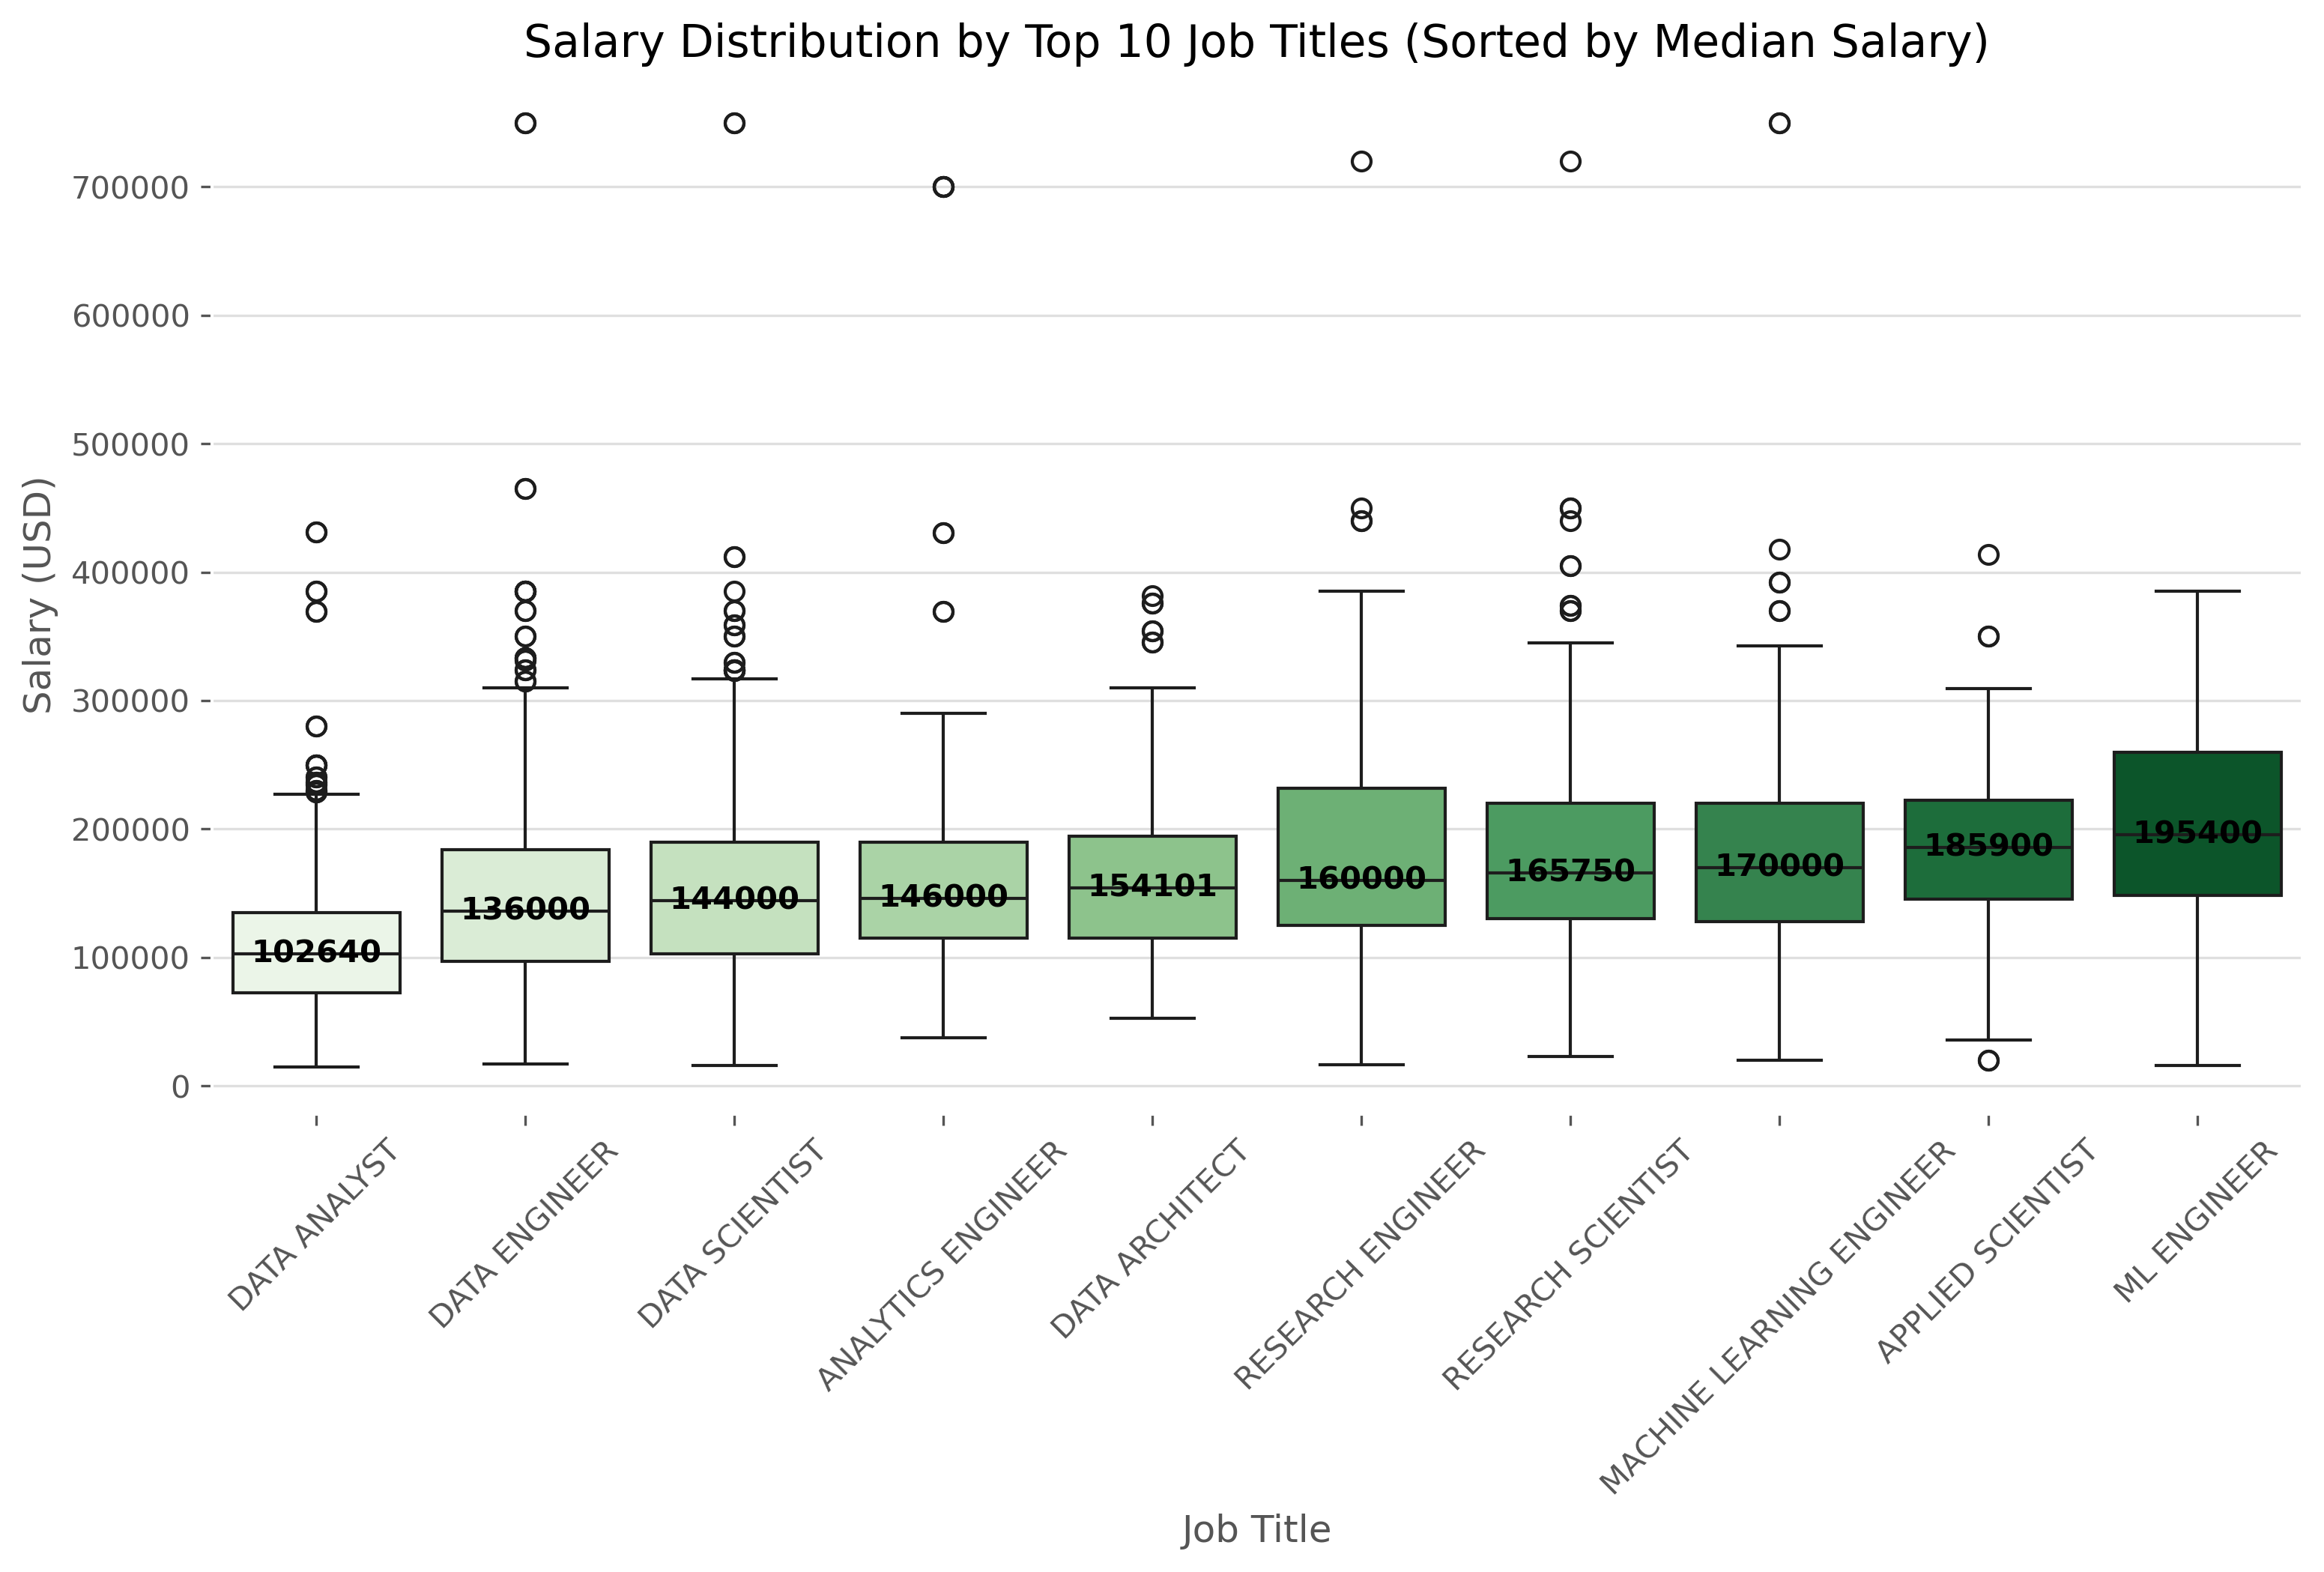 Salary Distribution by Top 10 Job Titles (Sorted by Median Salary)
Salary (USD)
700000
600000
500000
400000
300000
200000
100000
0
102640
136000
144000
146000
154101
160000
165750
170000
185900
195400
DATA ANALYST
DATA ENGINEER
DATA SCIENTIST
ANALYTICS ENGINEER
DATA ARCHITECT
RESEARCH ENGINEER
RESEARCH SCIENTIST
MACHINE LEARNING ENGINEER
APPLIED SCIENTIST
ML ENGINEER
Job Title